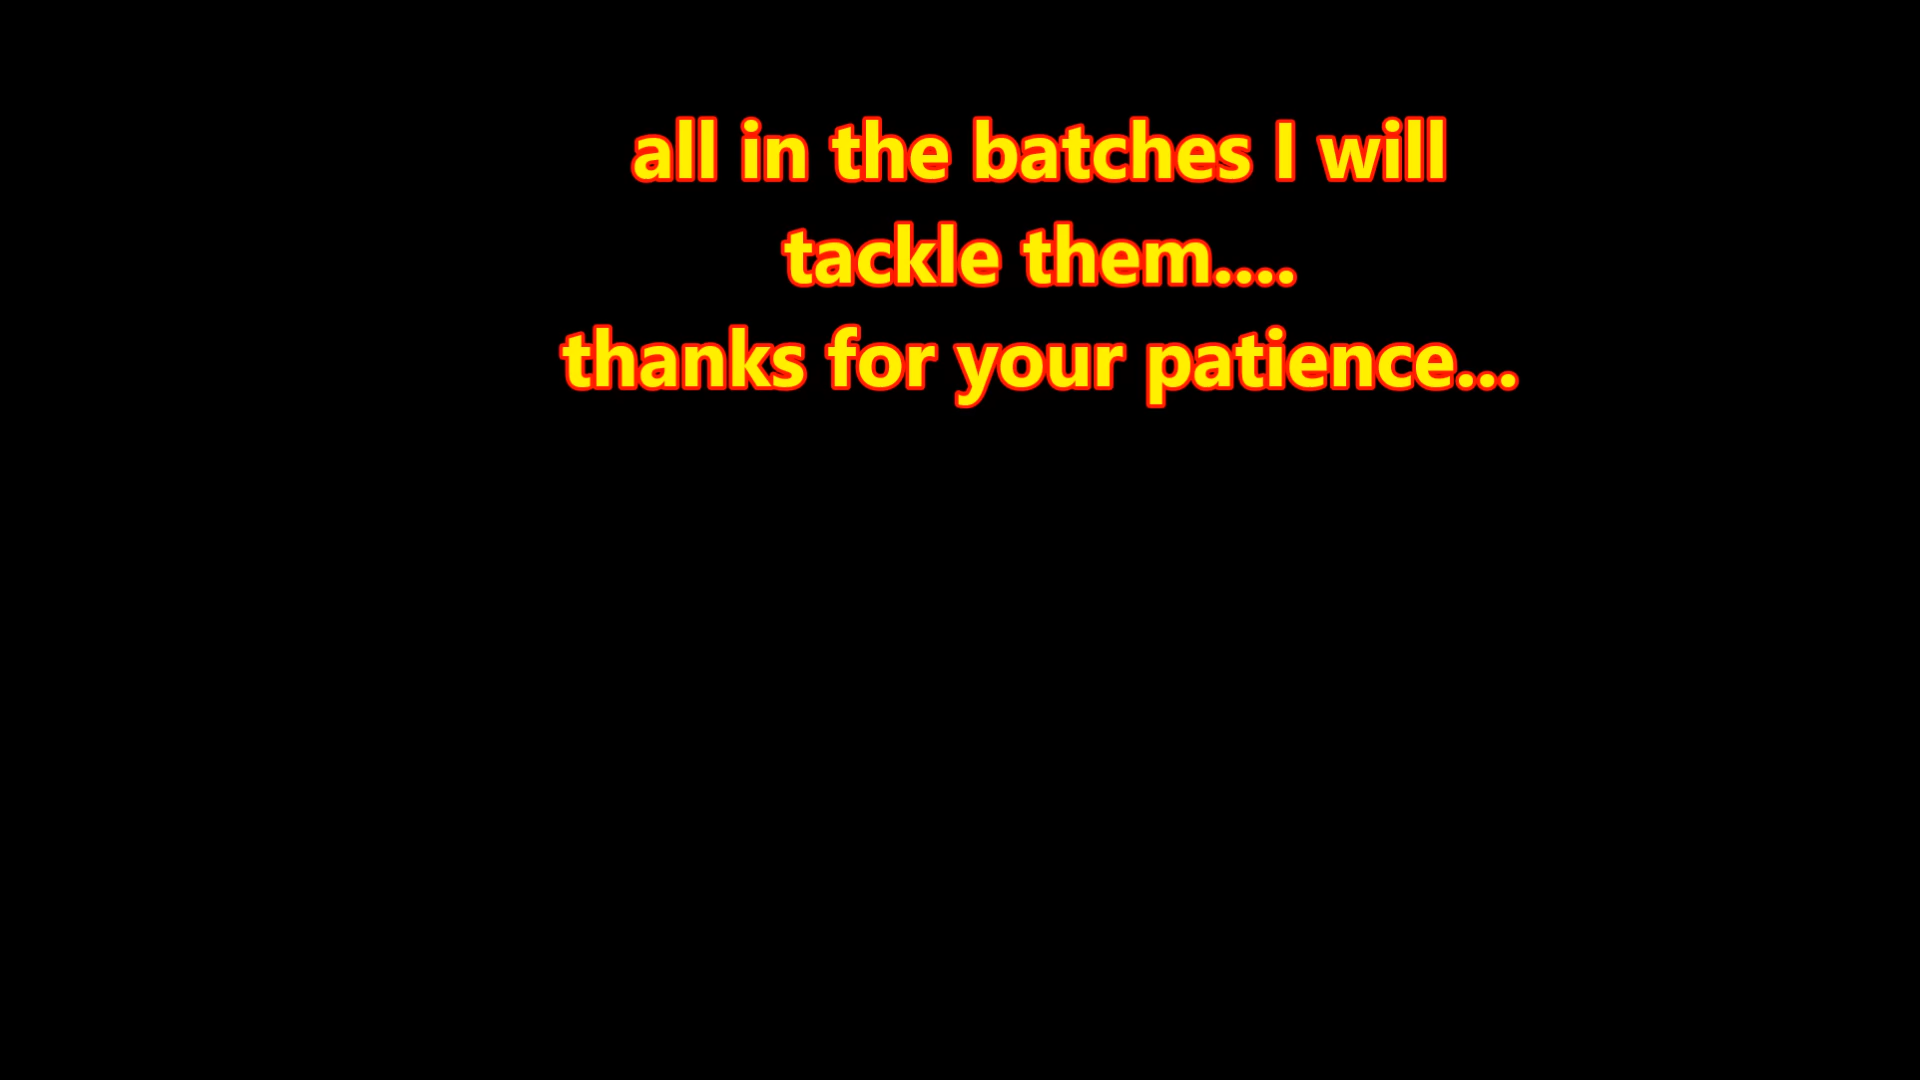 all in the batches I will
tackle them....
thanks for your patience...